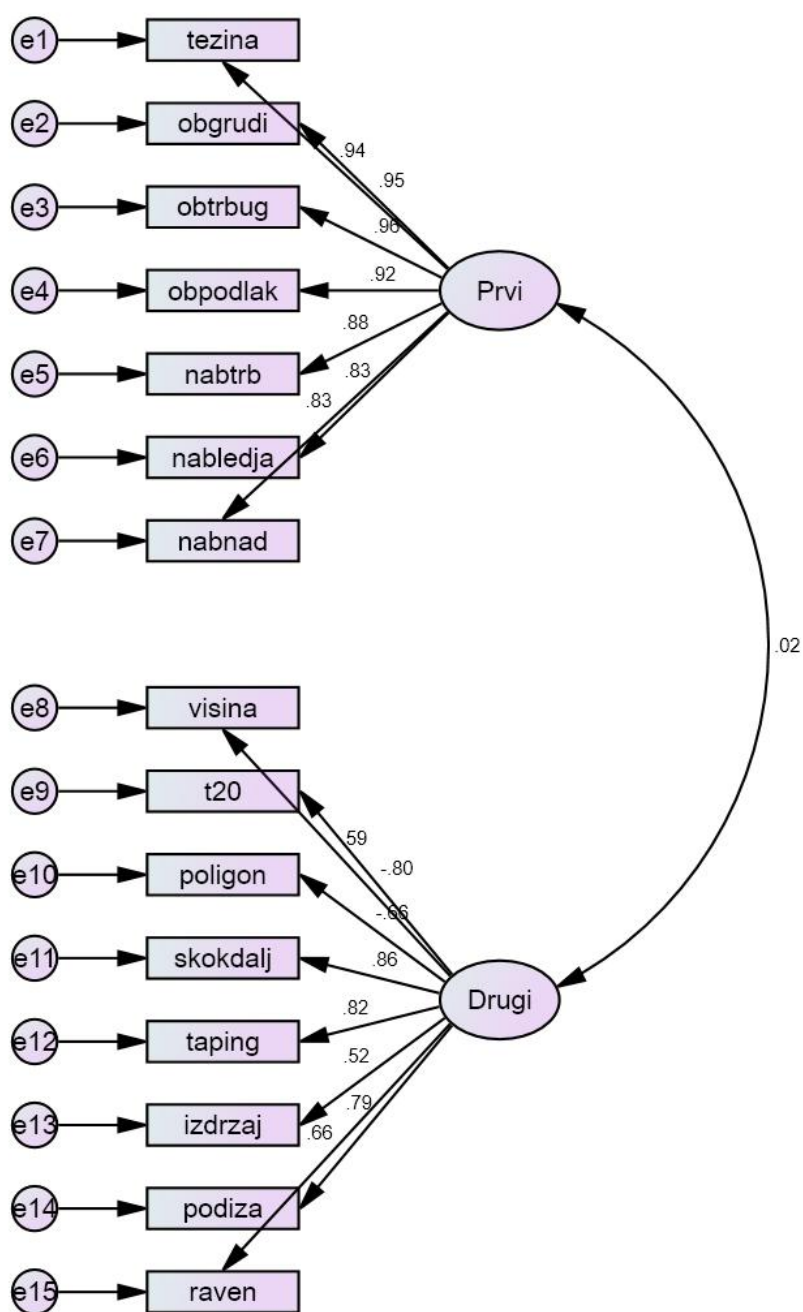 e1 tezina
e2 obgrudi
.94
.95
e3 obtrbug
.96
e4 obpodlak
.92
Prvi
.88
e5 nabtrb
.83
.83
e6 nabledja
e7 nabnad
.02
e8 visina
e9 t20
.59
-.80
e10 poligon
-.66
e11 skokdalj
.86
Drugi
.82
e12 taping
.52
e13 izdrzaj
.79
.66
e14 podiza
e15 raven